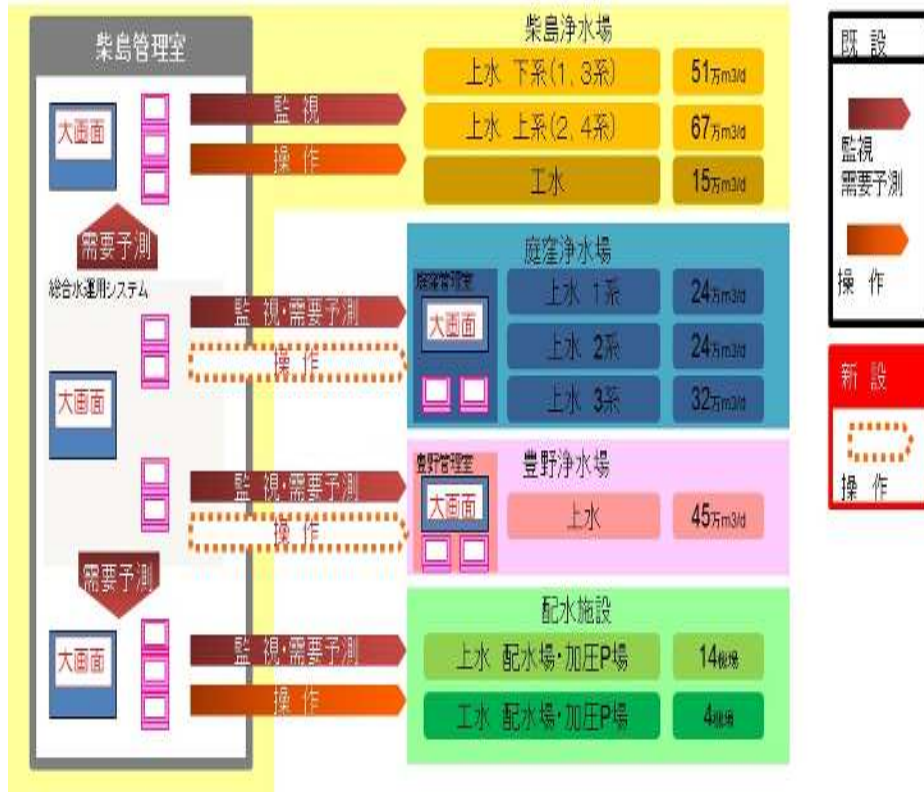 柴島管理室
大画面
需要予測
総合水運用システム
大画面
需要予測
大画面
監 視
操 作
監 視・需要予測
操 作
監 視・需要予測
操 作
監 視・需要予測
操 作
柴島浄水場
上水 下系(1, 3系) 51万m3/d
上水 上系(2, 4系) 67万m3/d
工水 15万m3/d
庭窪浄水場
庭窪管理室
大画面
上水 1系 24万m3/d
上水 2系 24万m3/d
上水 3系 32万m3/d
豊野浄水場
豊野管理室
大画面
上水 45万m3/d
配水施設
上水 配水場・加圧P場 14機場
工水 配水場・加圧P場 4機場
既 設
監視
需要予測
操 作
新 設
操 作